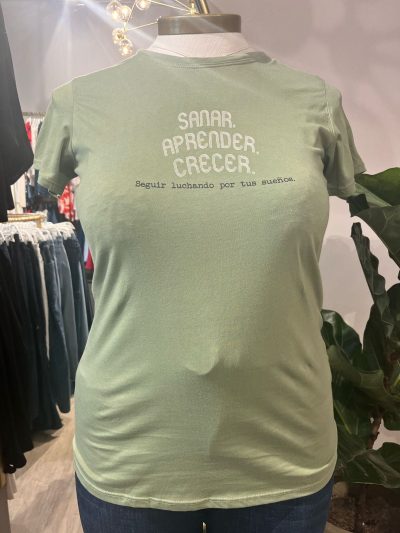 SANAR.
APRENDER.
CRECER.
Seguir luchando por tus sueños.